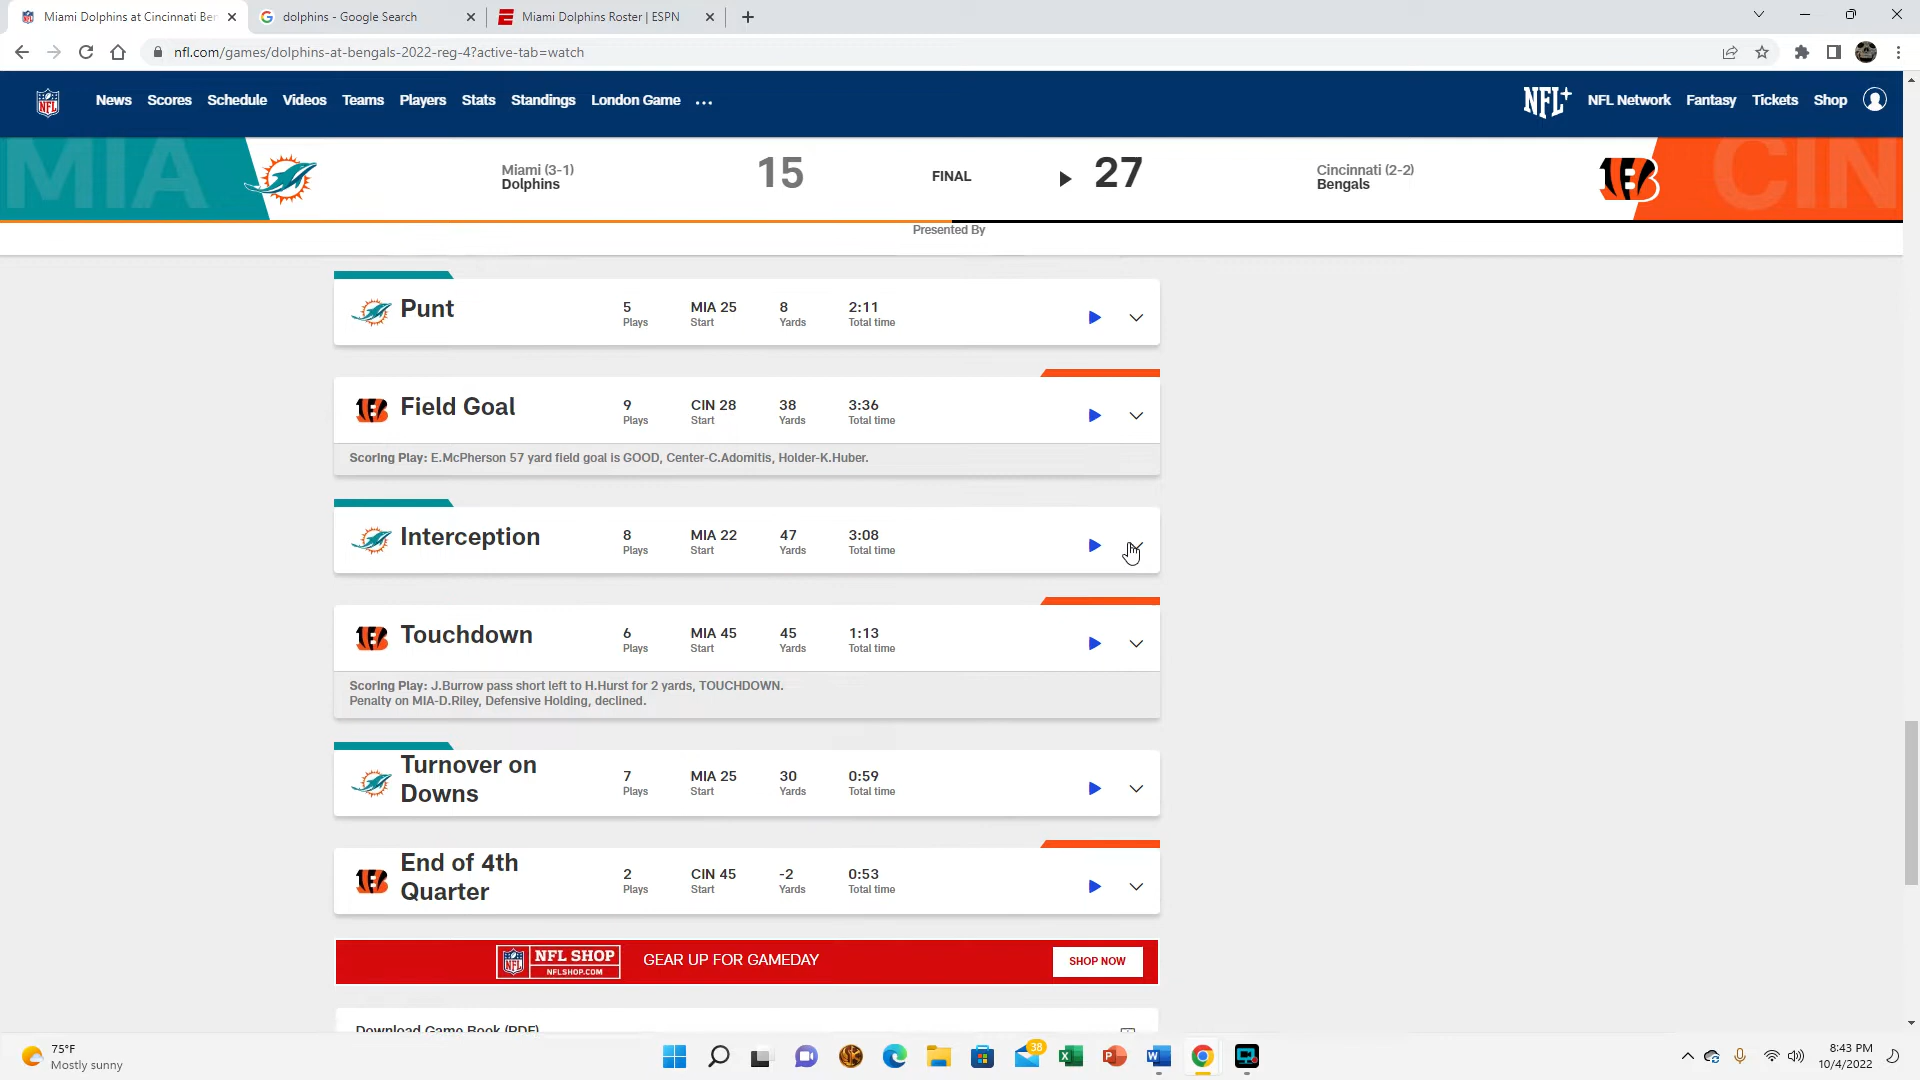 Miami Dolphins at Cincinnati Be
dolphins - Google Search
Miami Dolphins Roster | ESPN
nfl.com/games/dolphins-at-bengals-2022-reg-4?active-tab=watch
NFL
News Scores Schedule Videos Teams Players Stats Standings London Game ...
NFL+ NFL Network Fantasy Tickets Shop
MIA
Miami (3-1)
Dolphins
15
FINAL
27
Cincinnati (2-2)
Bengals
CIN
Presented By
Punt
5 MIA 25 8 2:11
Plays Start Yards Total time
Field Goal
9 CIN 28 38 3:36
Plays Start Yards Total time
Scoring Play: E.McPherson 57 yard field goal is GOOD, Center-C.Adomitis, Holder-K.Huber.
Interception
8 MIA 22 47 3:08
Plays Start Yards Total time
Touchdown
6 MIA 45 45 1:13
Plays Start Yards Total time
Scoring Play: J.Burrow pass short left to H.Hurst for 2 yards, TOUCHDOWN.
Penalty on MIA-D.Riley, Defensive Holding, declined.
Turnover on
Downs
7 MIA 25 30 0:59
Plays Start Yards Total time
End of 4th
Quarter
2 CIN 45 -2 0:53
Plays Start Yards Total time
NFL SHOP
NFLSHOP.COM
GEAR UP FOR GAMEDAY
SHOP NOW
Download Game Book (PDF)
75°F
Mostly sunny
38
8:43 PM
10/4/2022